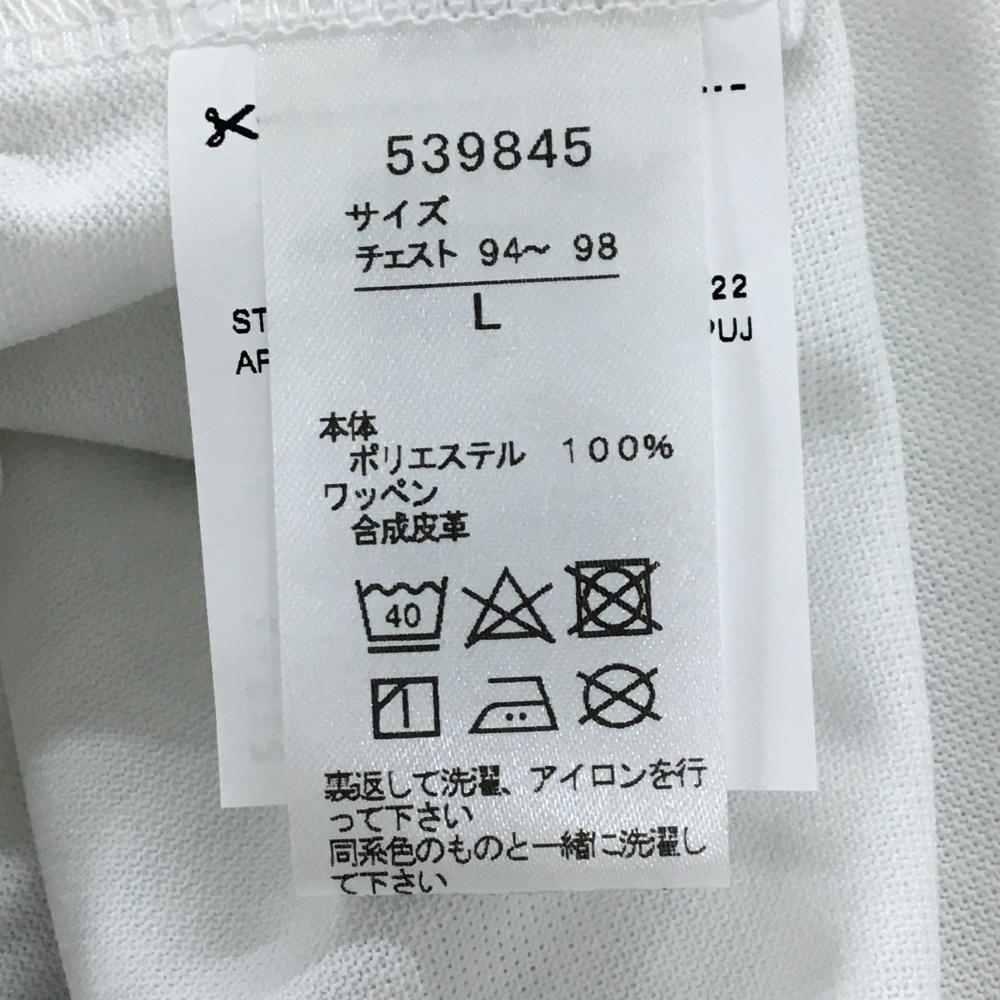 539845
サイズ
チェスト 94~ 98
L
22
ST
PUJ
本体
ポリエステル 100%
ワッペン
合成皮革
40
裏返して洗濯、アイロンを行
って下さい
同系色のものと一緒に洗濯し
て下さい